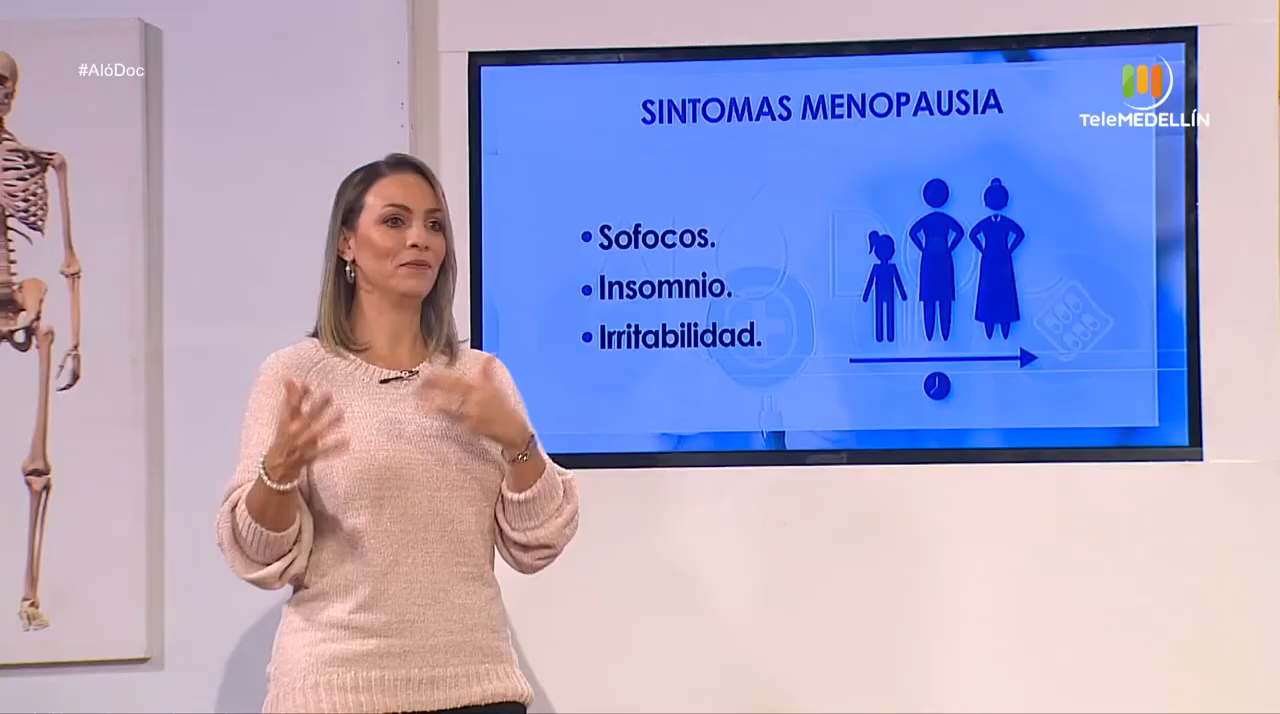 #AlóDoc
TeleMEDELLÍN
SINTOMAS MENOPAUSIA
•Sofocos.
•Insomnio.
•Irritabilidad.